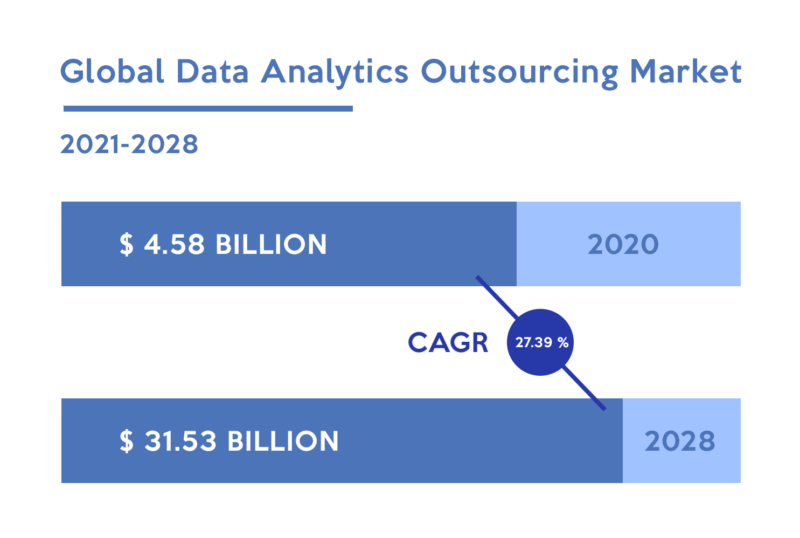 Global Data Analytics Outsourcing Market
2021-2028
$ 4.58 BILLION 2020
CAGR 27.39 %
$ 31.53 BILLION 2028